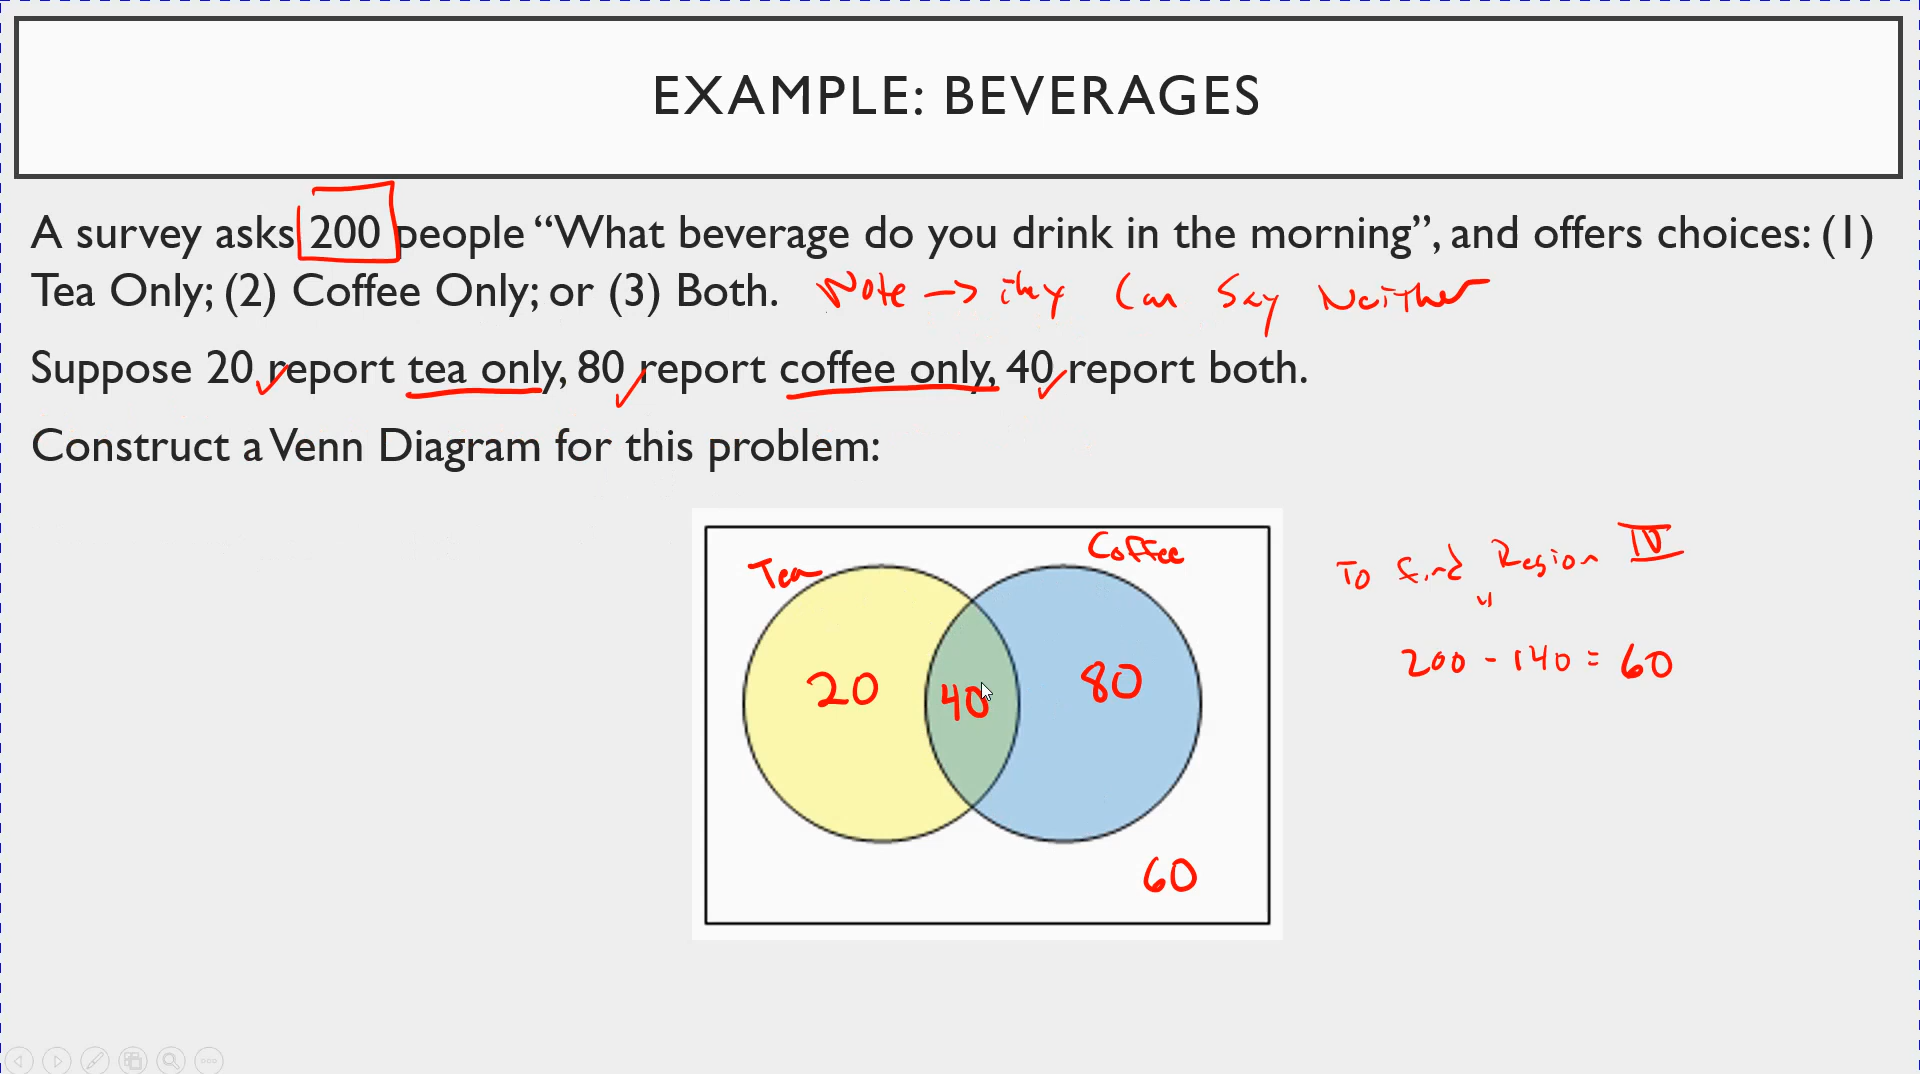 EXAMPLE: BEVERAGES
A survey asks 200 people “What beverage do you drink in the morning”, and offers choices: (1)
Tea Only; (2) Coffee Only; or (3) Both. Note -> they Can Say Neither
Suppose 20 report tea only, 80 report coffee only, 40 report both.
Construct a Venn Diagram for this problem:
Tea
Coffee
20
40
80
60
To find Region IV
200 - 140 = 60